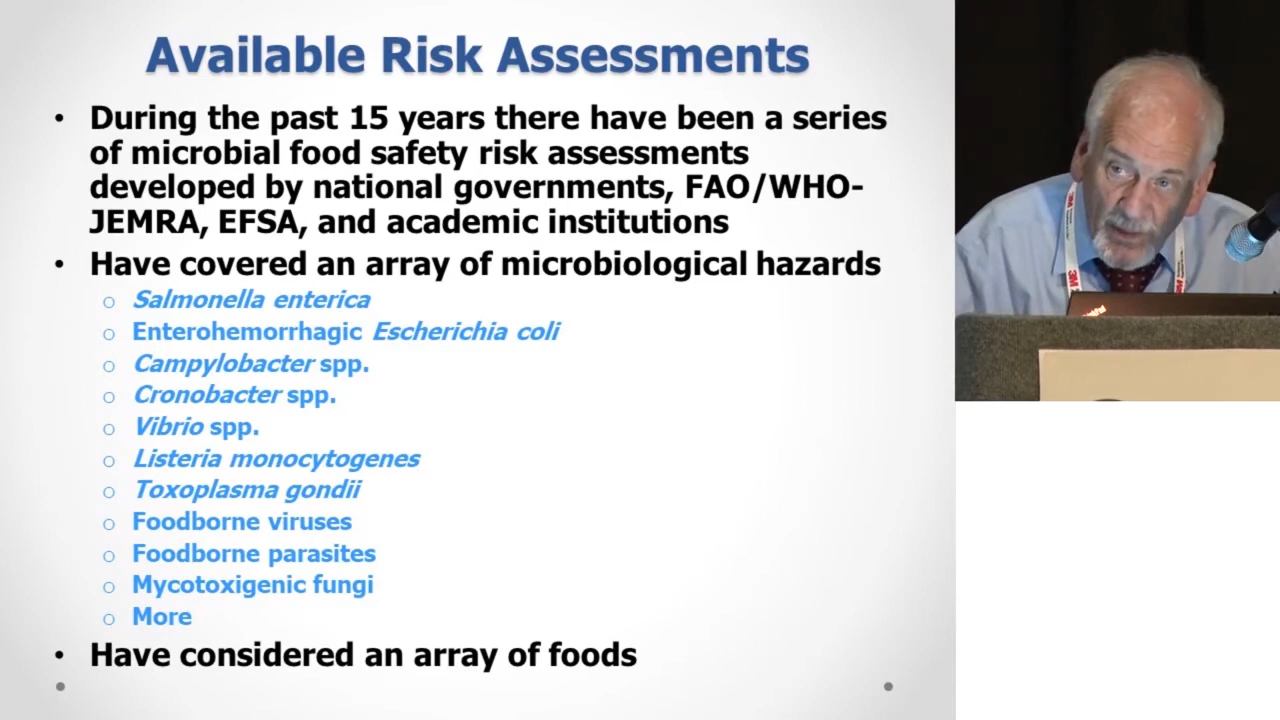 Available Risk Assessments
• During the past 15 years there have been a series
of microbial food safety risk assessments
developed by national governments, FAO/WHO-
JEMRA, EFSA, and academic institutions
• Have covered an array of microbiological hazards
o Salmonella enterica
o Enterohemorrhagic Escherichia coli
o Campylobacter spp.
o Cronobacter spp.
o Vibrio spp.
o Listeria monocytogenes
o Toxoplasma gondii
o Foodborne viruses
o Foodborne parasites
o Mycotoxigenic fungi
o More
• Have considered an array of foods
3M
3M